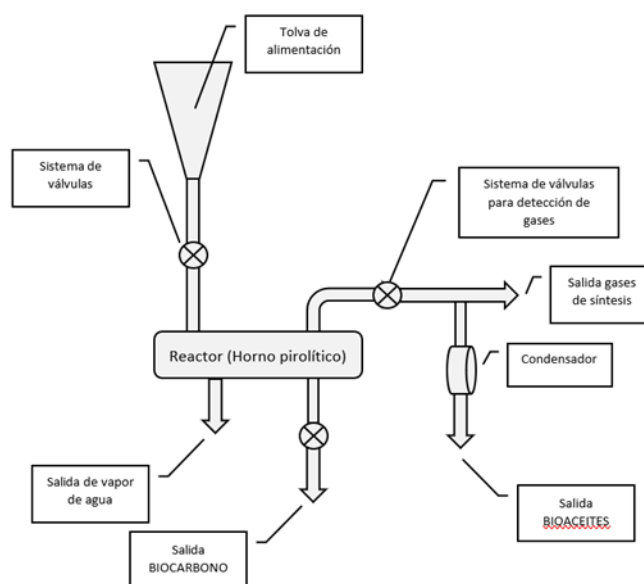 Tolva de
alimentación
Sistema de
válvulas
Sistema de válvulas
para detección de
gases
Salida gases
de síntesis
Reactor (Horno pirolítico)
Condensador
Salida de vapor
de agua
Salida
BIOACEITES
Salida
BIOCARBONO